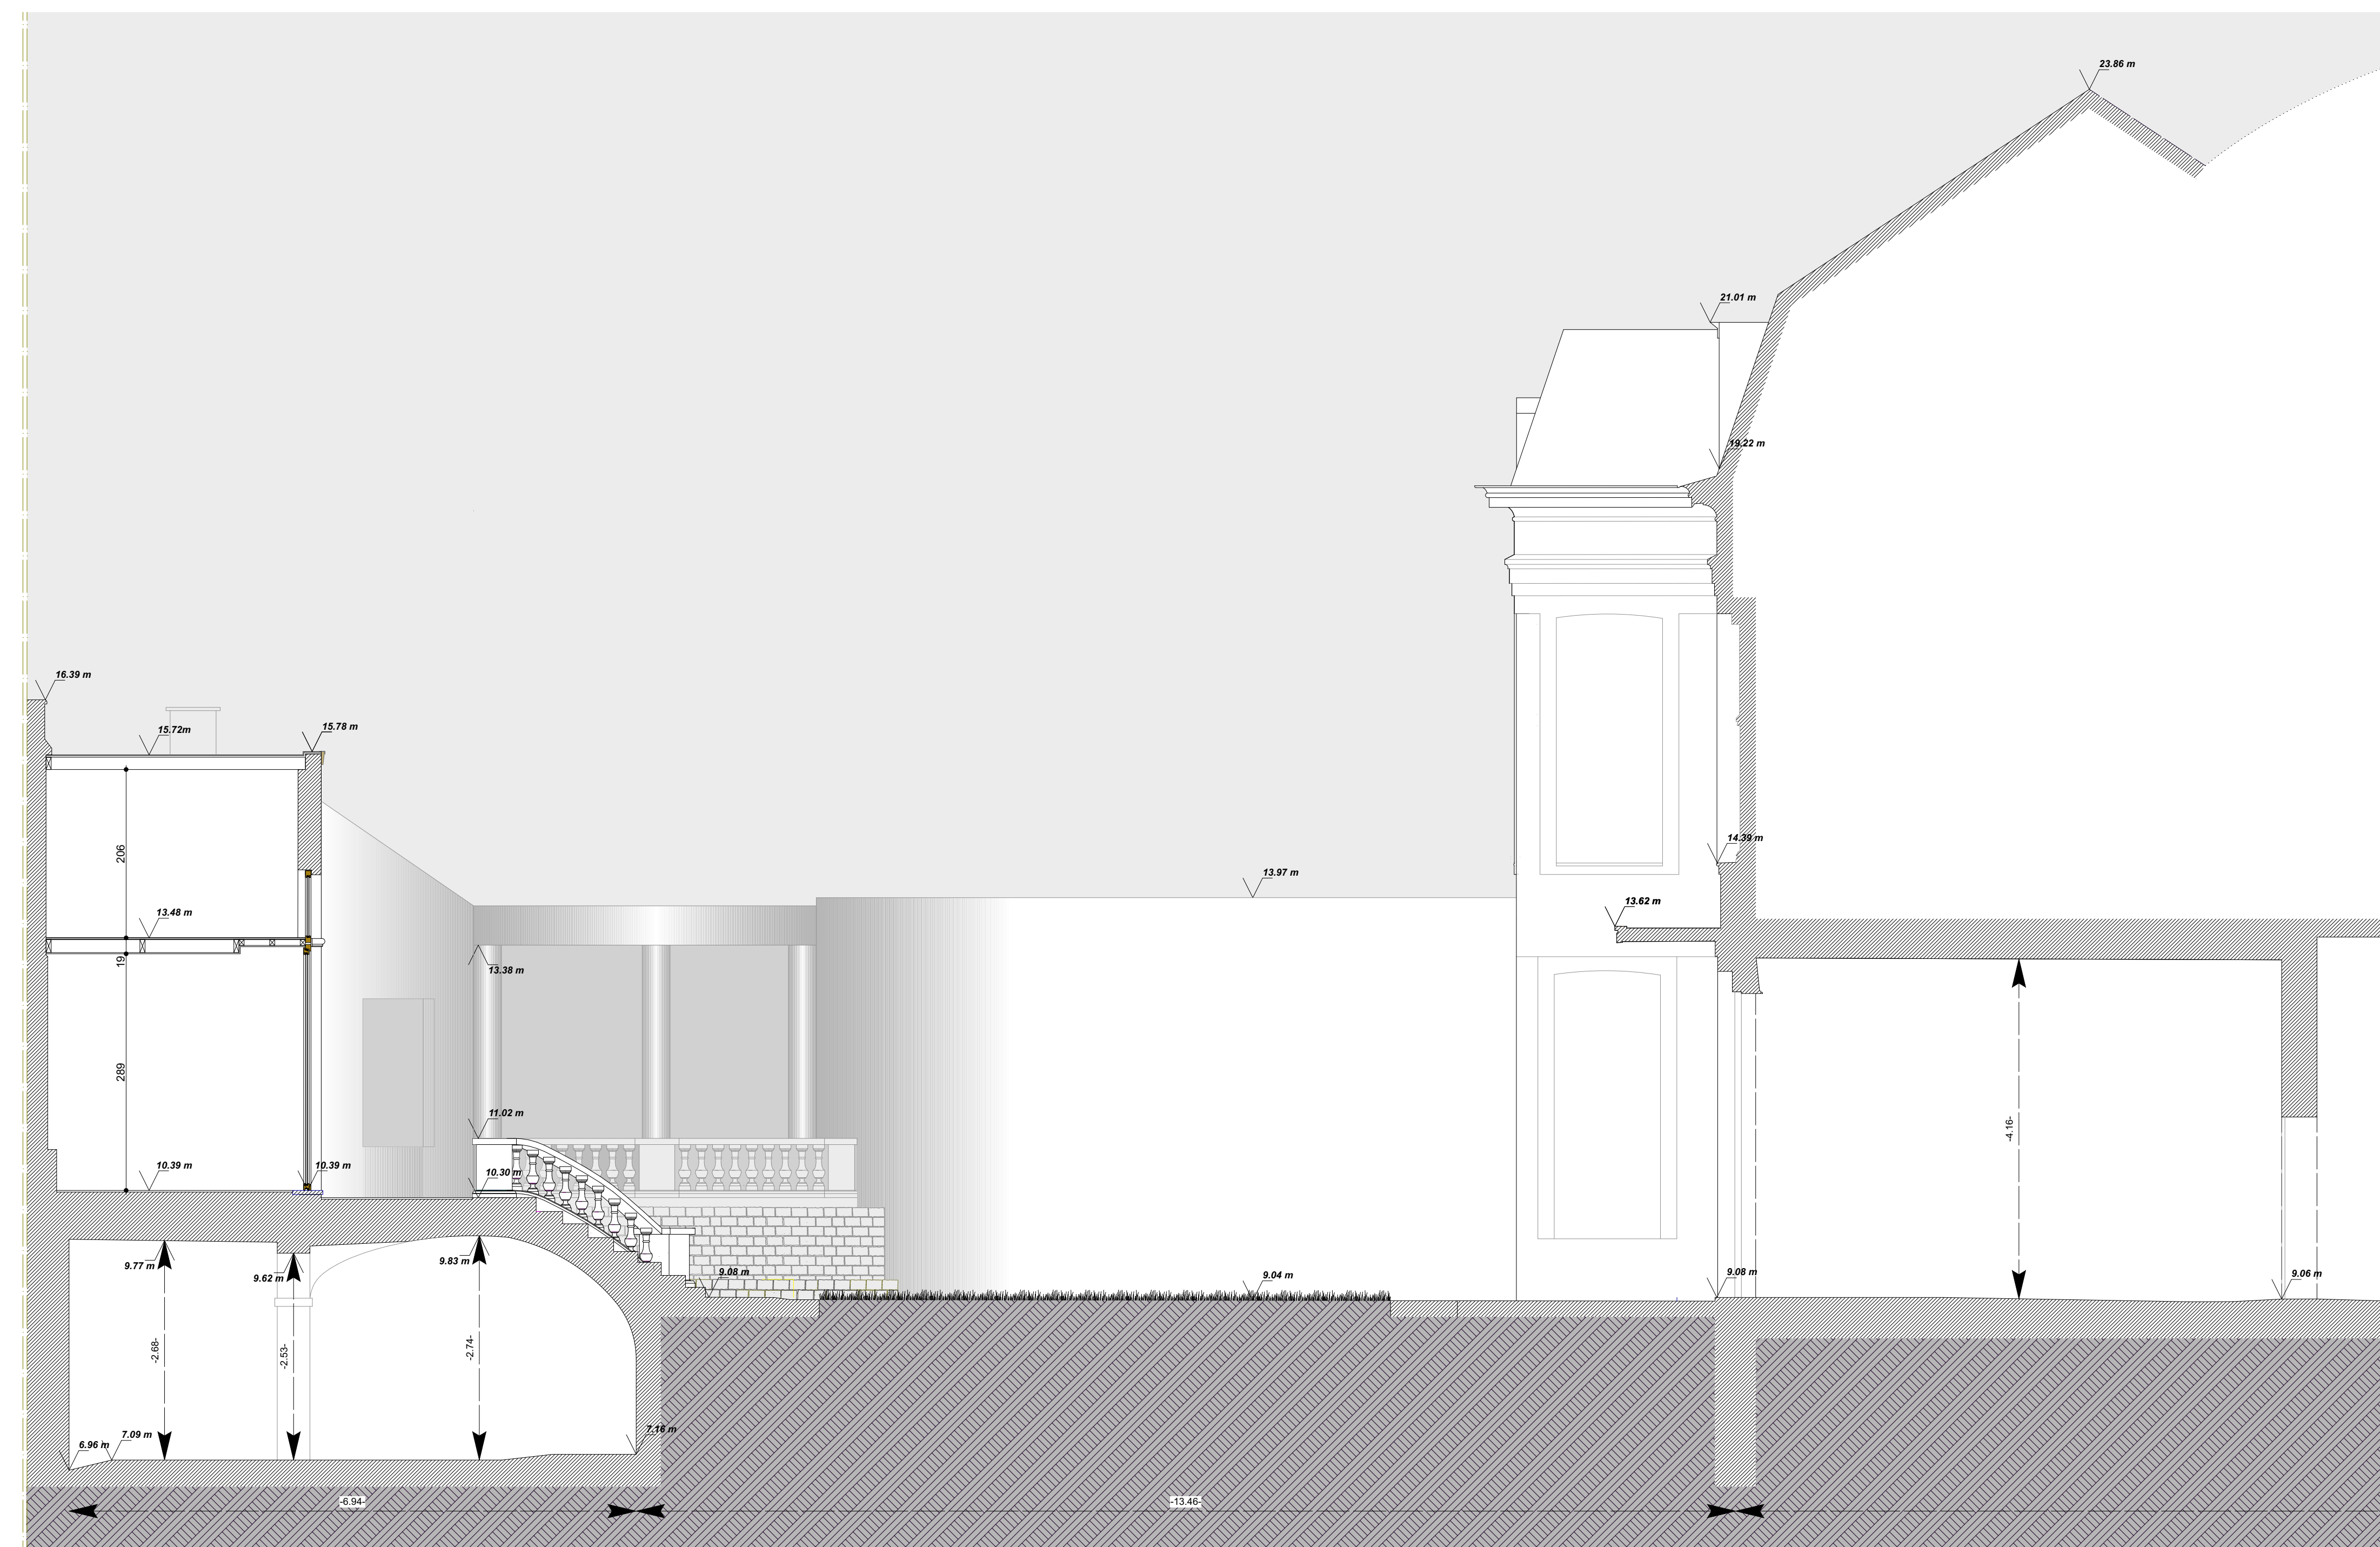 23.86 m
21.01 m
19.22 m
16.39 m
15.72m
15.78 m
206
14.39 m
13.97 m
13.62 m
13.48 m
19
13.38 m
289
11.02 m
-4.16-
10.39 m
10.39 m
10.30 m
9.77 m
9.62 m
9.83 m
9.08 m
9.04 m
9.08 m
9.06 m
-2.68-
-2.53-
-2.74-
6.96 m
7.09 m
7.16 m
-6.94-
-13.46-